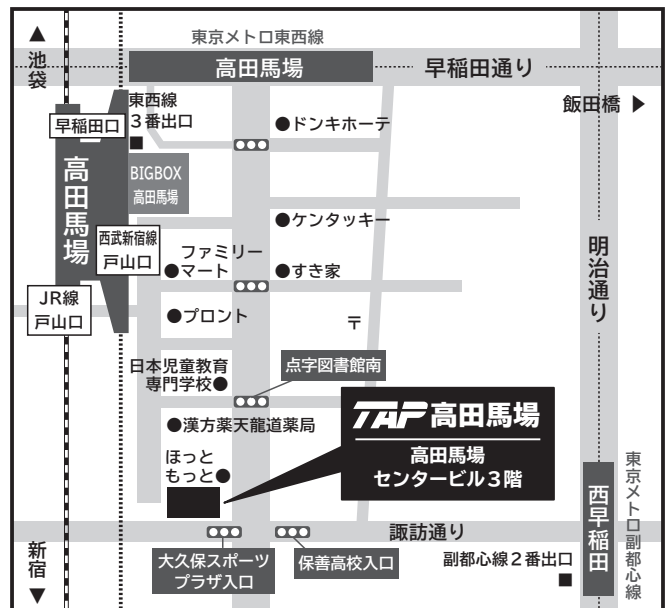 東京メトロ東西線
▲
池袋
高田馬場
早稲田通り
東西線
3番出口
■
飯田橋 ▶
早稲田口
●ドンキホーテ
高田馬場
BIGBOX
高田馬場
西武新宿線
戸山口
●ケンタッキー
ファミリー
●マート
●すき家
明治通り
JR線
戸山口
●プロント
〒
日本児童教育
専門学校●
点字図書館南
●漢方薬天龍道薬局
TAP高田馬場
高田馬場
センタービル3階
ほっと
もっと●
西早稲田
東京メトロ副都心線
諏訪通り
新宿
▼
大久保スポーツ
プラザ入口
保善高校入口
副都心線2番出口
■